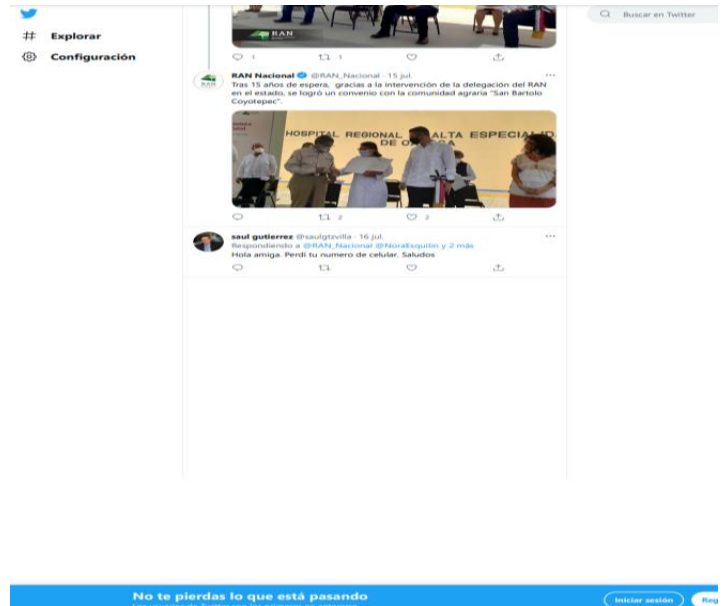 Buscar en Twitter
Explorar
Configuración
RAN
1
1
RAN Nacional @RAN_Nacional · 15 jul.
Tras 15 años de espera, gracias a la intervención de la delegación del RAN
en el estado, se logró un convenio con la comunidad agraria "San Bartolo
Coyotepec".
HOSPITAL REGIONAL ALTA ESPECIALID
DE
2
2
saul gutierrez @saulgtzvilla · 16 jul.
Respondiendo a @RAN_Nacional @NoraEsquitin y 2 más
Hola amiga. Perdí tu numero de celular. Saludos
No te pierdas lo que está pasando
Iniciar sesión
Reg